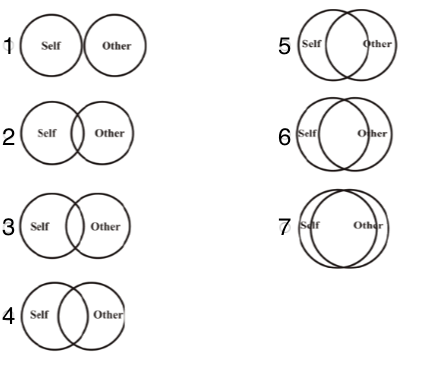 1 Self Other
2 Self Other
3 Self Other
4 Self Other
5 Self Other
6 Self Other
7 Self Other